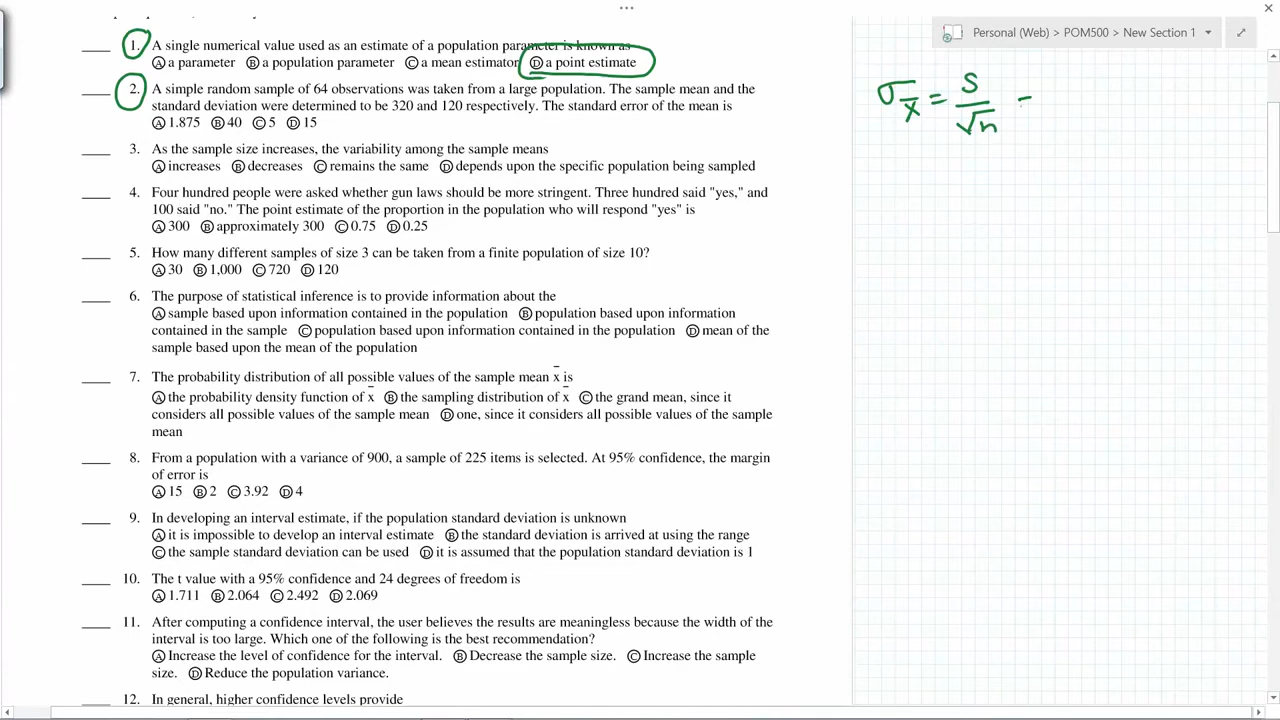 Personal (Web) > POM500 > New Section 1
1. A single numerical value used as an estimate of a population parameter is known as
Ⓐ a parameter Ⓑ a population parameter Ⓒ a mean estimator Ⓓ a point estimate
2. A simple random sample of 64 observations was taken from a large population. The sample mean and the
standard deviation were determined to be 320 and 120 respectively. The standard error of the mean is
Ⓐ 1.875 Ⓑ 40 Ⓒ 5 Ⓓ 15
3. As the sample size increases, the variability among the sample means
Ⓐ increases Ⓑ decreases Ⓒ remains the same Ⓓ depends upon the specific population being sampled
4. Four hundred people were asked whether gun laws should be more stringent. Three hundred said "yes," and
100 said "no." The point estimate of the proportion in the population who will respond "yes" is
Ⓐ 300 Ⓑ approximately 300 Ⓒ 0.75 Ⓓ 0.25
5. How many different samples of size 3 can be taken from a finite population of size 10?
Ⓐ 30 Ⓑ 1,000 Ⓒ 720 Ⓓ 120
6. The purpose of statistical inference is to provide information about the
Ⓐ sample based upon information contained in the population Ⓑ population based upon information
contained in the sample Ⓒ population based upon information contained in the population Ⓓ mean of the
sample based upon the mean of the population
7. The probability distribution of all possible values of the sample mean x̄ is
Ⓐ the probability density function of x̄ Ⓑ the sampling distribution of x̄ Ⓒ the grand mean, since it
considers all possible values of the sample mean Ⓓ one, since it considers all possible values of the sample
mean
8. From a population with a variance of 900, a sample of 225 items is selected. At 95% confidence, the margin
of error is
Ⓐ 15 Ⓑ 2 Ⓒ 3.92 Ⓓ 4
9. In developing an interval estimate, if the population standard deviation is unknown
Ⓐ it is impossible to develop an interval estimate Ⓑ the standard deviation is arrived at using the range
Ⓒ the sample standard deviation can be used Ⓓ it is assumed that the population standard deviation is 1
10. The t value with a 95% confidence and 24 degrees of freedom is
Ⓐ 1.711 Ⓑ 2.064 Ⓒ 2.492 Ⓓ 2.069
11. After computing a confidence interval, the user believes the results are meaningless because the width of the
interval is too large. Which one of the following is the best recommendation?
Ⓐ Increase the level of confidence for the interval. Ⓑ Decrease the sample size. Ⓒ Increase the sample
size. Ⓓ Reduce the population variance.
12. In general, higher confidence levels provide
σx̄ = S/√n =